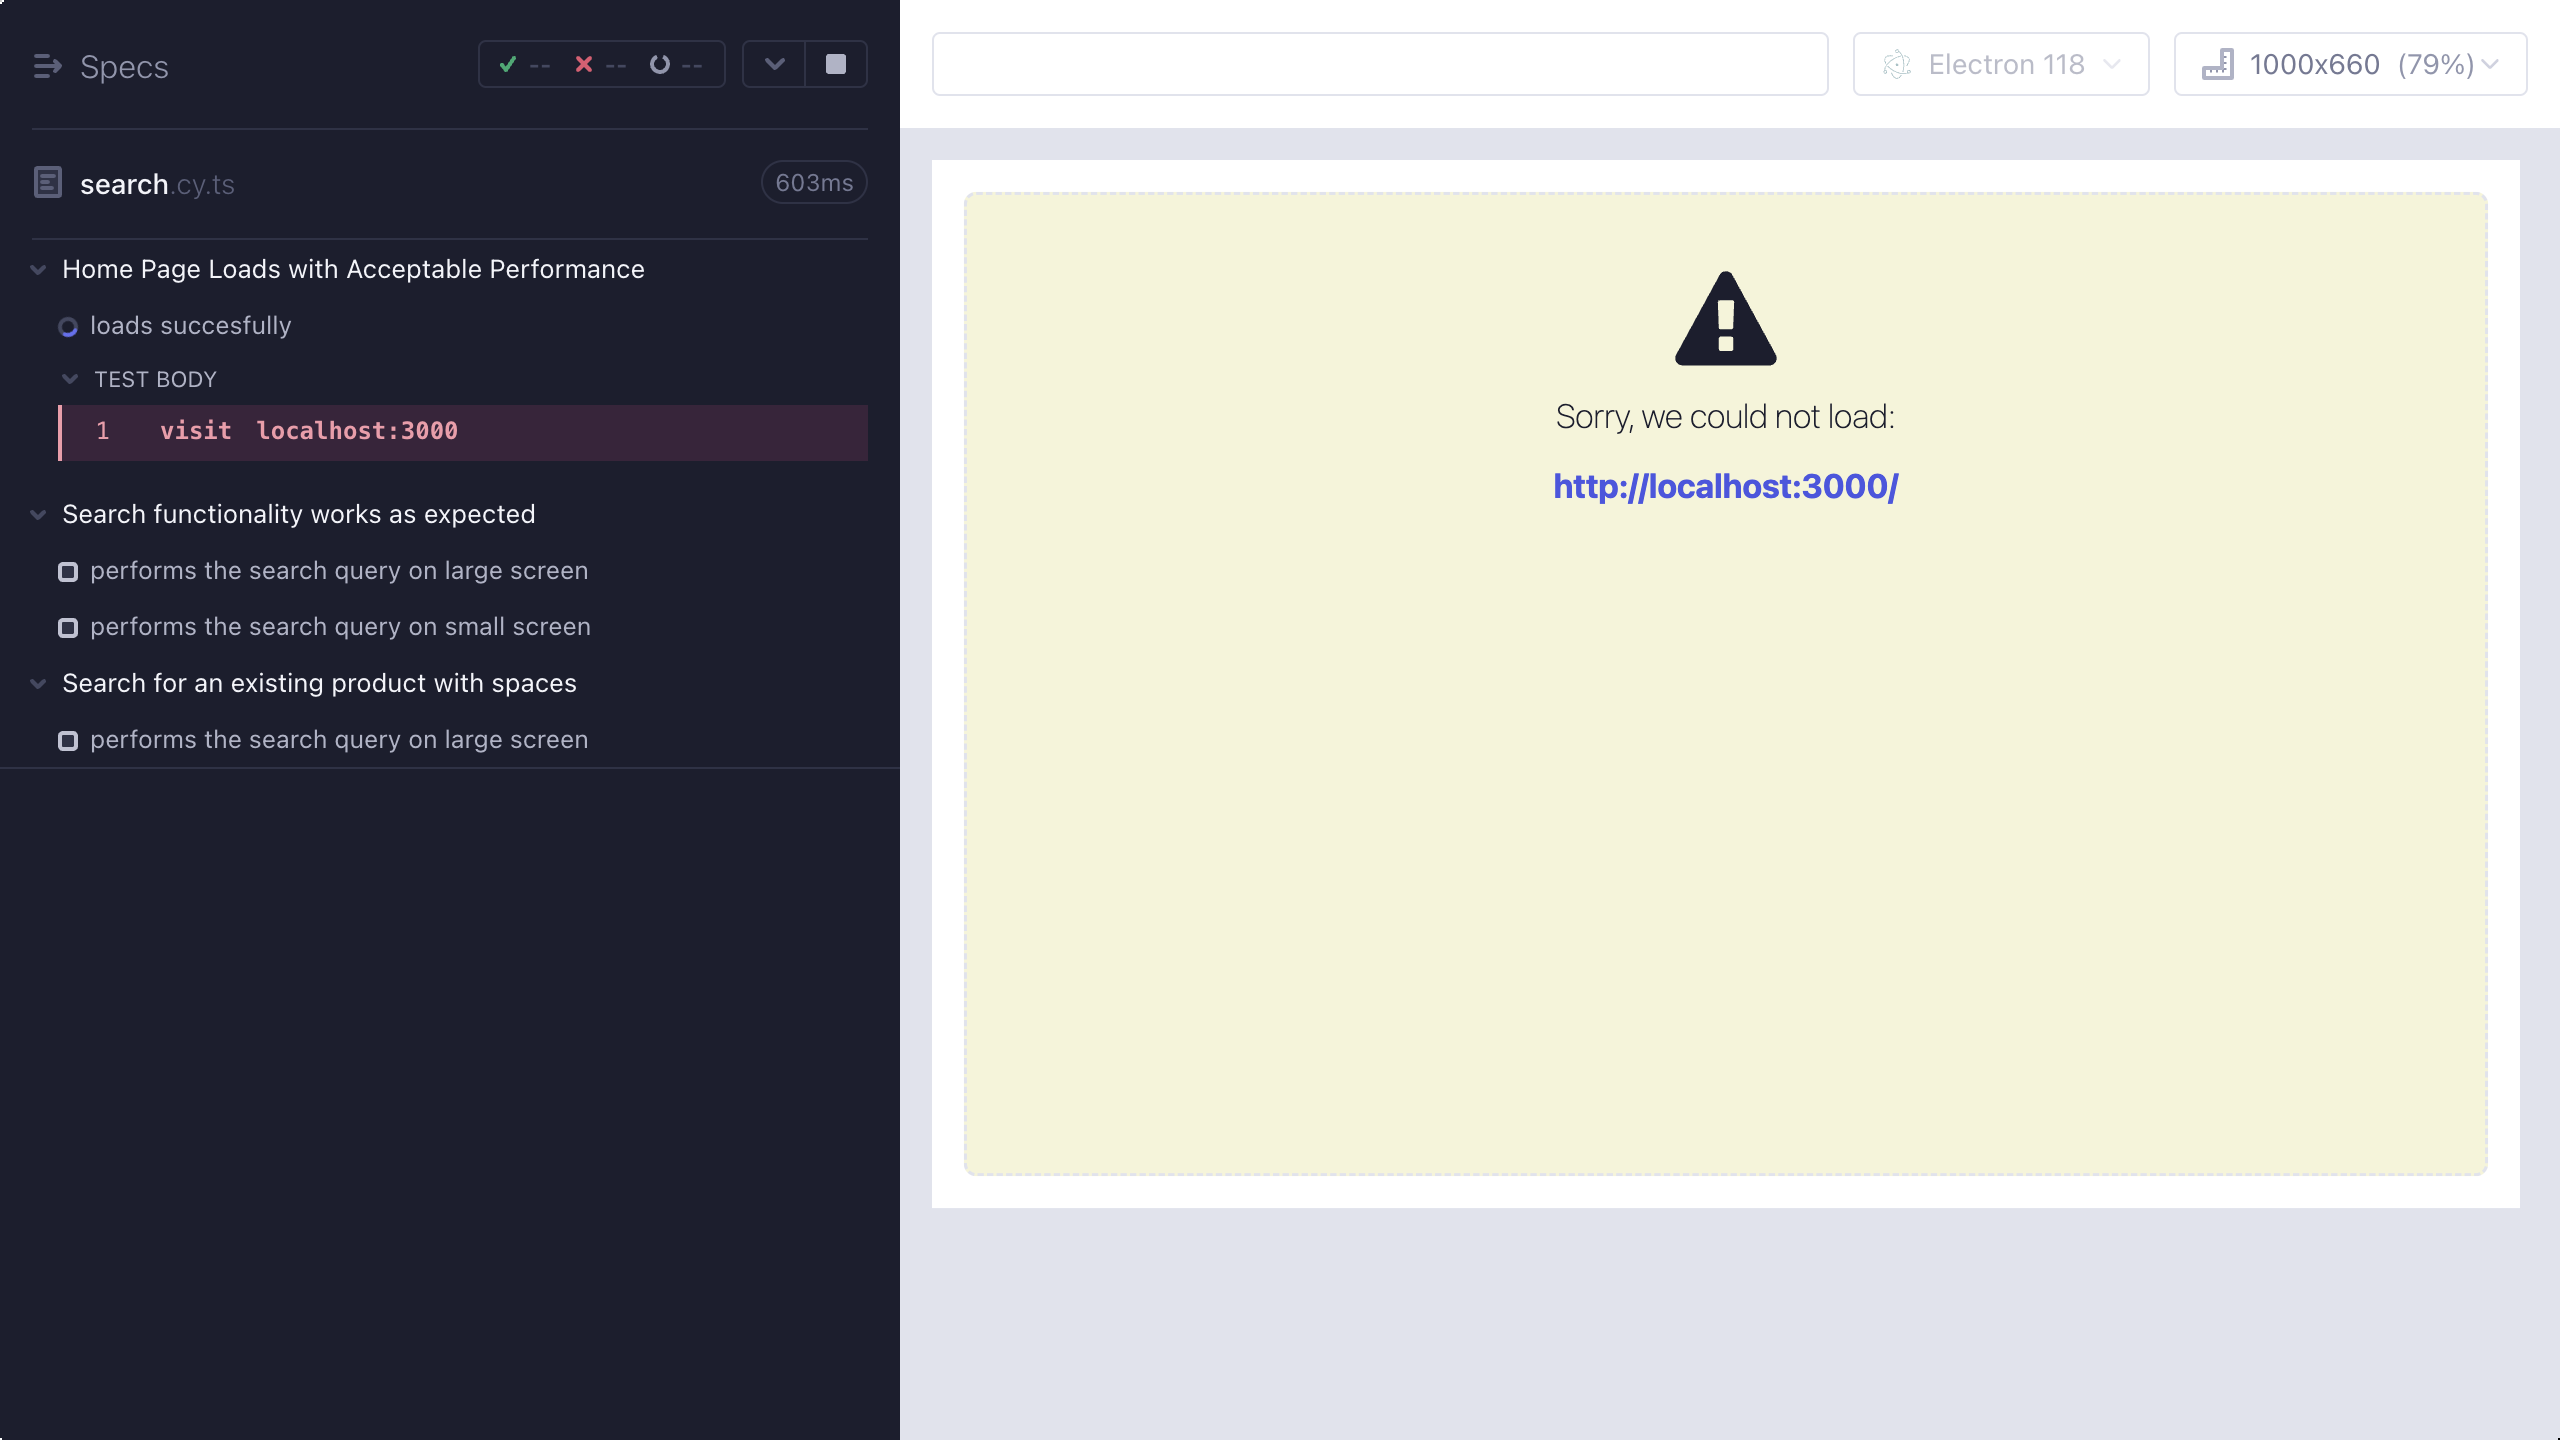 Specs
-- -- --
search.cy.ts
603ms
Home Page Loads with Acceptable Performance
loads succesfully
TEST BODY
1 visit localhost:3000
Search functionality works as expected
performs the search query on large screen
performs the search query on small screen
Search for an existing product with spaces
performs the search query on large screen
Electron 118
1000x660 (79%)
Sorry, we could not load:
http://localhost:3000/